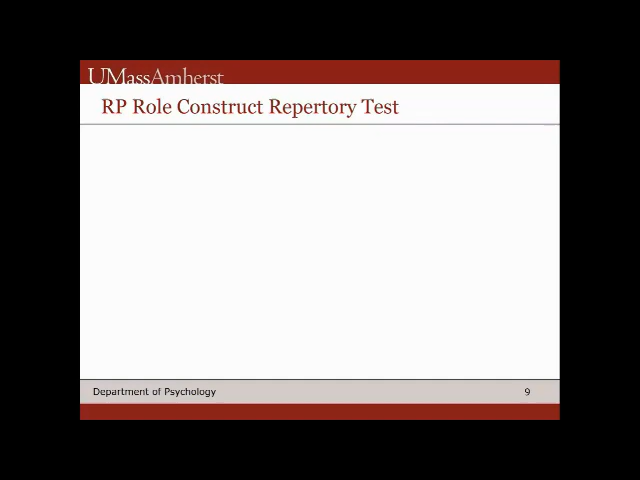 UMassAmherst
RP Role Construct Repertory Test
Department of Psychology
9